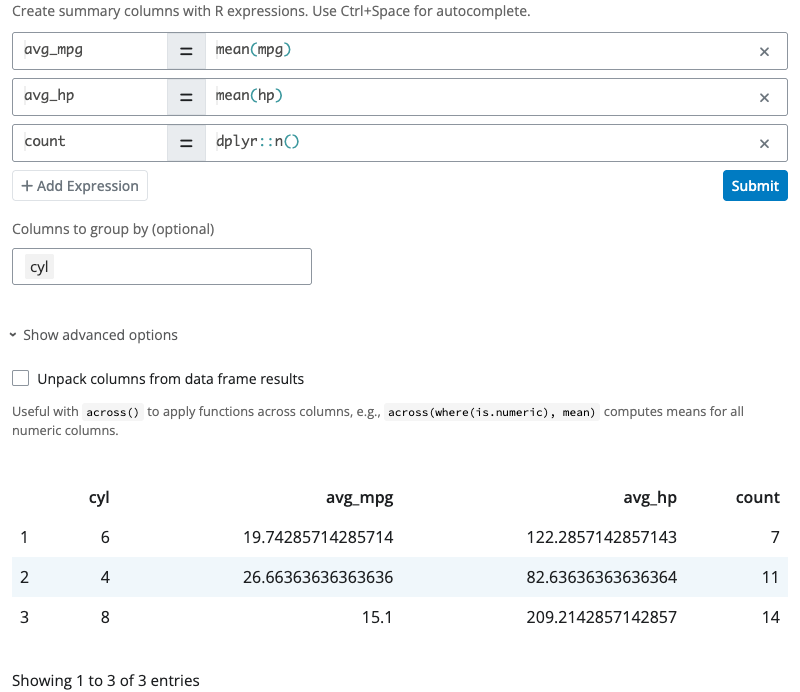 Create summary columns with R expressions. Use Ctrl+Space for autocomplete.
avg_mpg = mean(mpg) ×
avg_hp = mean(hp) ×
count = dplyr::n() ×
+ Add Expression Submit
Columns to group by (optional)
cyl
Show advanced options
Unpack columns from data frame results
Useful with across() to apply functions across columns, e.g., across(where(is.numeric), mean) computes means for all
numeric columns.
cyl avg_mpg avg_hp count
1 6 19.74285714285714 122.2857142857143 7
2 4 26.66363636363636 82.63636363636364 11
3 8 15.1 209.2142857142857 14
Showing 1 to 3 of 3 entries